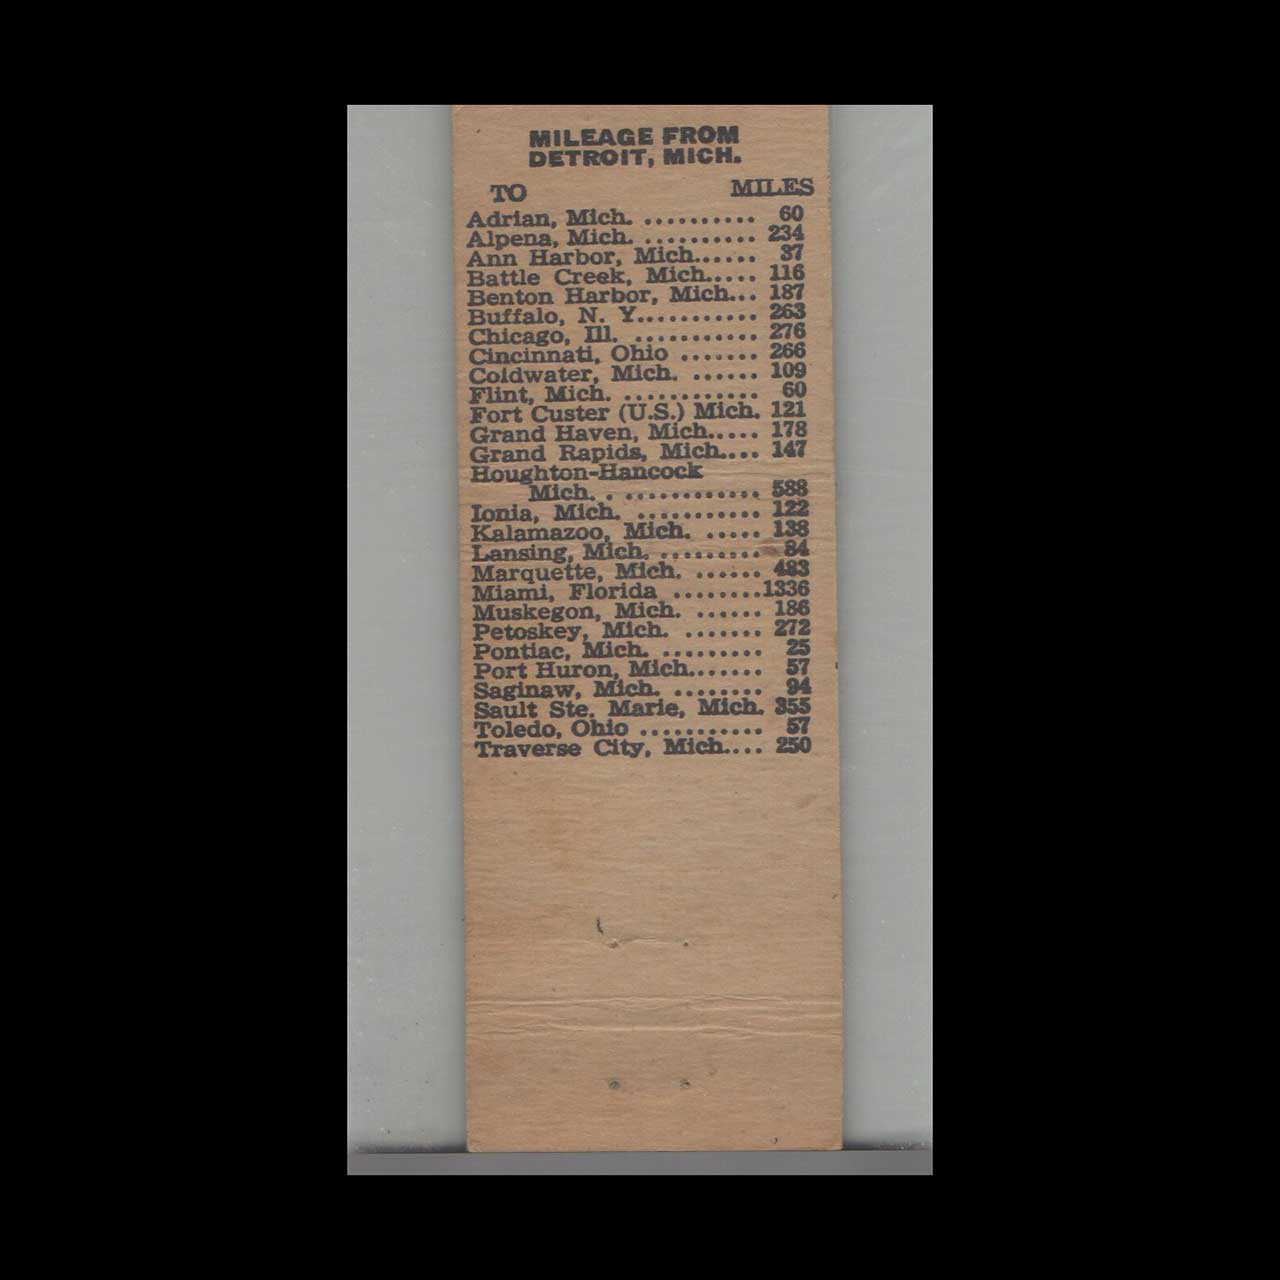 MILEAGE FROM
DETROIT, MICH.
TO MILES
Adrian, Mich. .......... 60
Alpena, Mich. .......... 234
Ann Harbor, Mich...... 37
Battle Creek, Mich..... 116
Benton Harbor, Mich... 187
Buffalo, N. Y........... 263
Chicago, Ill. ........... 276
Cincinnati, Ohio ....... 266
Coldwater, Mich. ...... 109
Flint, Mich. ............ 60
Fort Custer (U.S.) Mich. 121
Grand Haven, Mich..... 178
Grand Rapids, Mich.... 147
Houghton-Hancock
Mich. . ............ 588
Ionia, Mich. ........... 122
Kalamazoo, Mich. ..... 138
Lansing, Mich. ......... 84
Marquette, Mich. ...... 483
Miami, Florida ........1336
Muskegon, Mich. ...... 186
Petoskey, Mich. ....... 272
Pontiac, Mich. ......... 25
Port Huron, Mich....... 57
Saginaw, Mich. ........ 94
Sault Ste. Marie, Mich. 355
Toledo, Ohio ........... 57
Traverse City, Mich.... 250